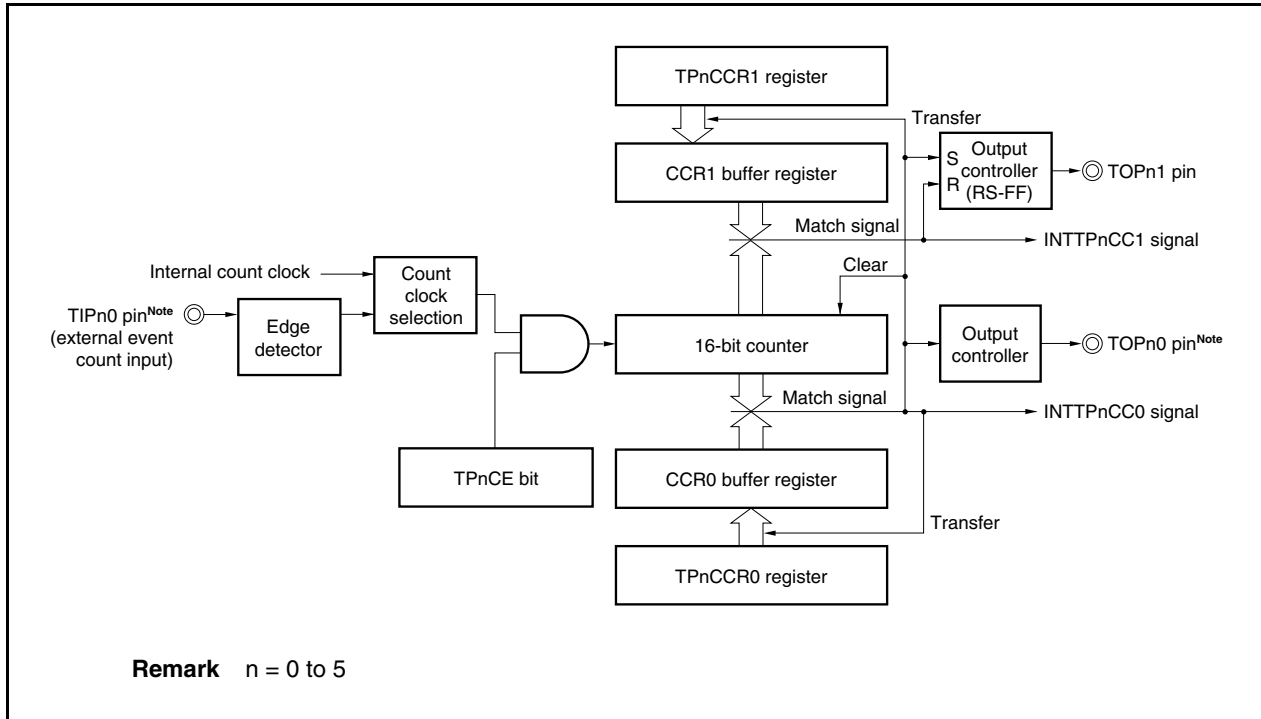 TPnCCR1 register
Transfer
CCR1 buffer register
S
R
Output
controller
(RS-FF)
TOPn1 pin
Match signal
INTTPnCC1 signal
Internal count clock
Clear
Count
clock
selection
TIPn0 pinNote
(external event
count input)
Edge
detector
16-bit counter
Output
controller
TOPn0 pinNote
Match signal
INTTPnCC0 signal
TPnCE bit
CCR0 buffer register
Transfer
TPnCCR0 register
Remark n = 0 to 5